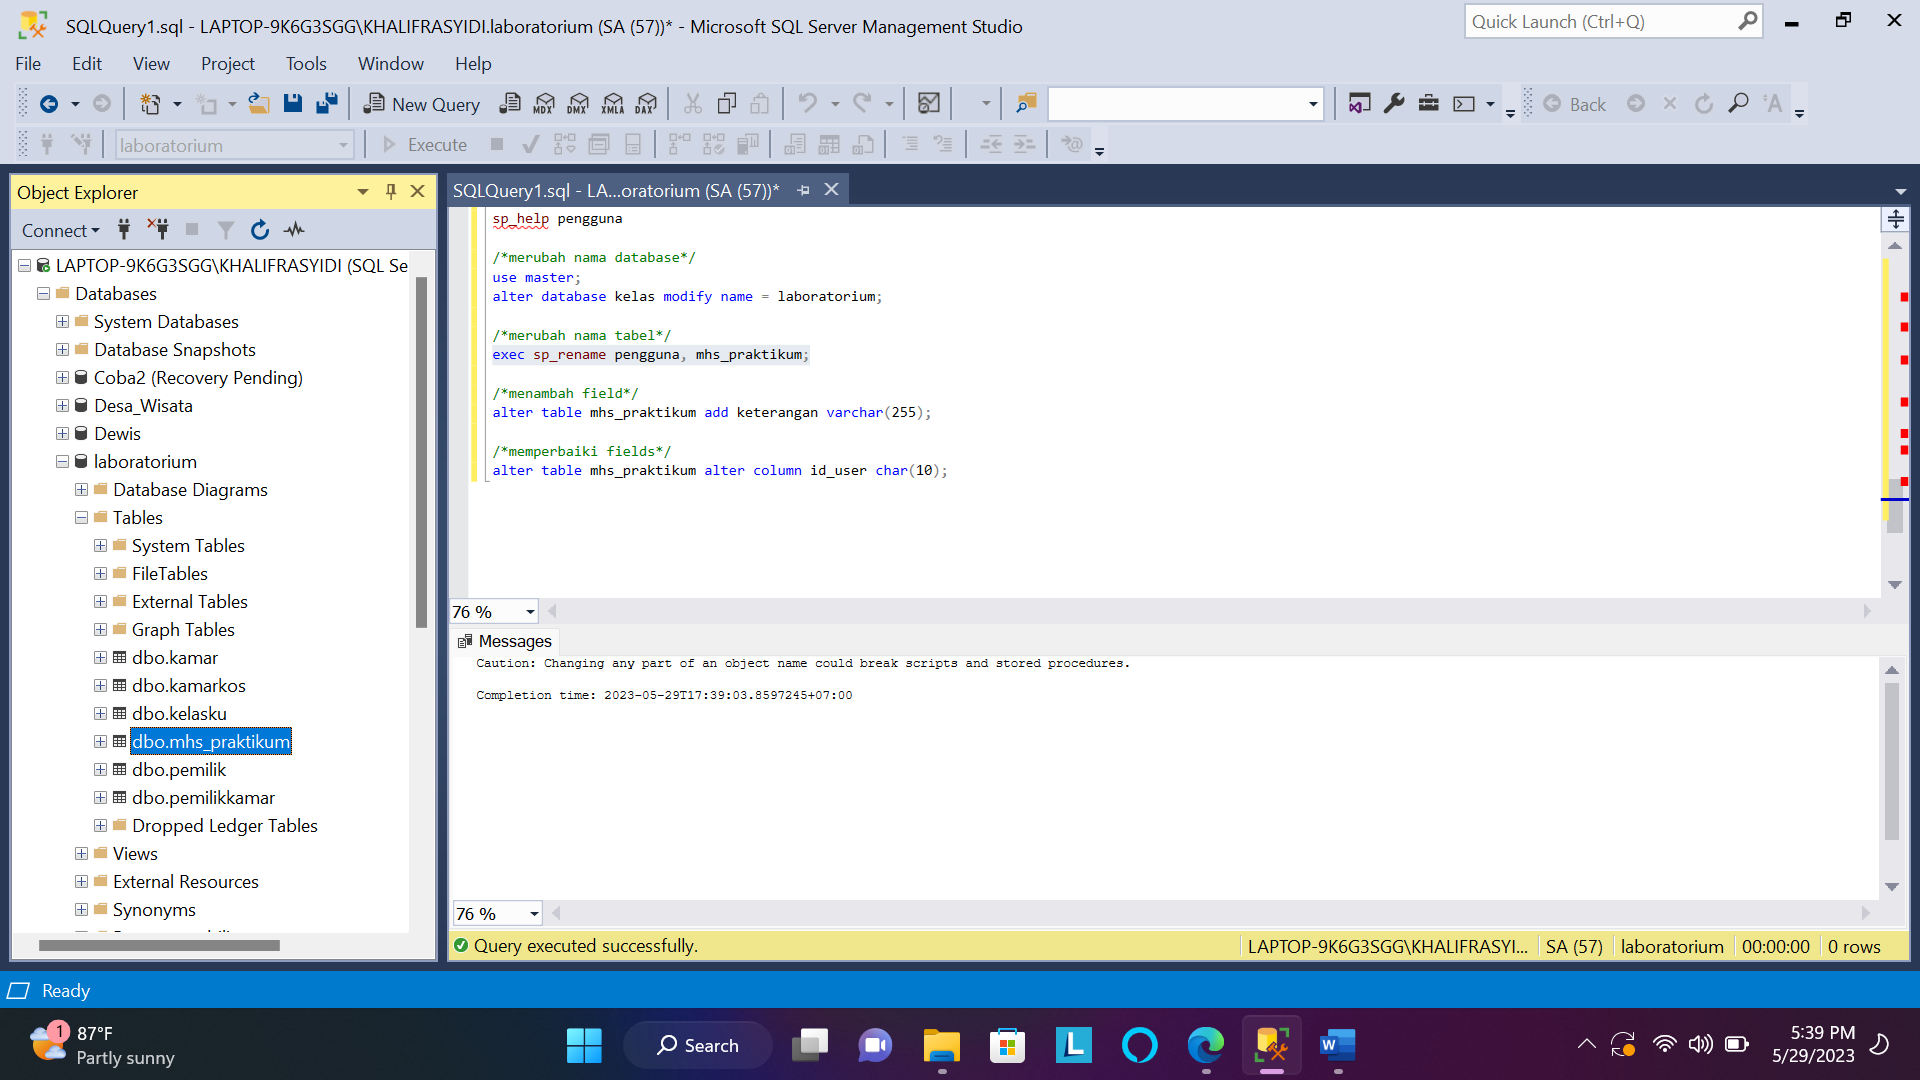 SQLQuery1.sql - LAPTOP-9K6G3SGG\KHALIFRASYIDI.laboratorium (SA (57))* - Microsoft SQL Server Management Studio
Quick Launch (Ctrl+Q)
File Edit View Project Tools Window Help
New Query MDX DMX XMLA DAX Back
laboratorium Execute
Object Explorer
SQLQuery1.sql - LA...oratorium (SA (57))*
Connect
LAPTOP-9K6G3SGG\KHALIFRASYIDI (SQL Se
Databases
System Databases
Database Snapshots
Coba2 (Recovery Pending)
Desa_Wisata
Dewis
laboratorium
Database Diagrams
Tables
System Tables
FileTables
External Tables
Graph Tables
dbo.kamar
dbo.kamarkos
dbo.kelasku
dbo.mhs_praktikum
dbo.pemilik
dbo.pemilikkamar
Dropped Ledger Tables
Views
External Resources
Synonyms
sp_help pengguna
/*merubah nama database*/
use master;
alter database kelas modify name = laboratorium;
/*merubah nama tabel*/
exec sp_rename pengguna, mhs_praktikum;
/*menambah field*/
alter table mhs_praktikum add keterangan varchar(255);
/*memperbaiki fields*/
alter table mhs_praktikum alter column id_user char(10);
76 %
Messages
Caution: Changing any part of an object name could break scripts and stored procedures.
Completion time: 2023-05-29T17:39:03.8597245+07:00
76 %
Query executed successfully.
LAPTOP-9K6G3SGG\KHALIFRASYI... SA (57) laboratorium 00:00:00 0 rows
Ready
1
87°F
Partly sunny
Search
L
W
5:39 PM
5/29/2023